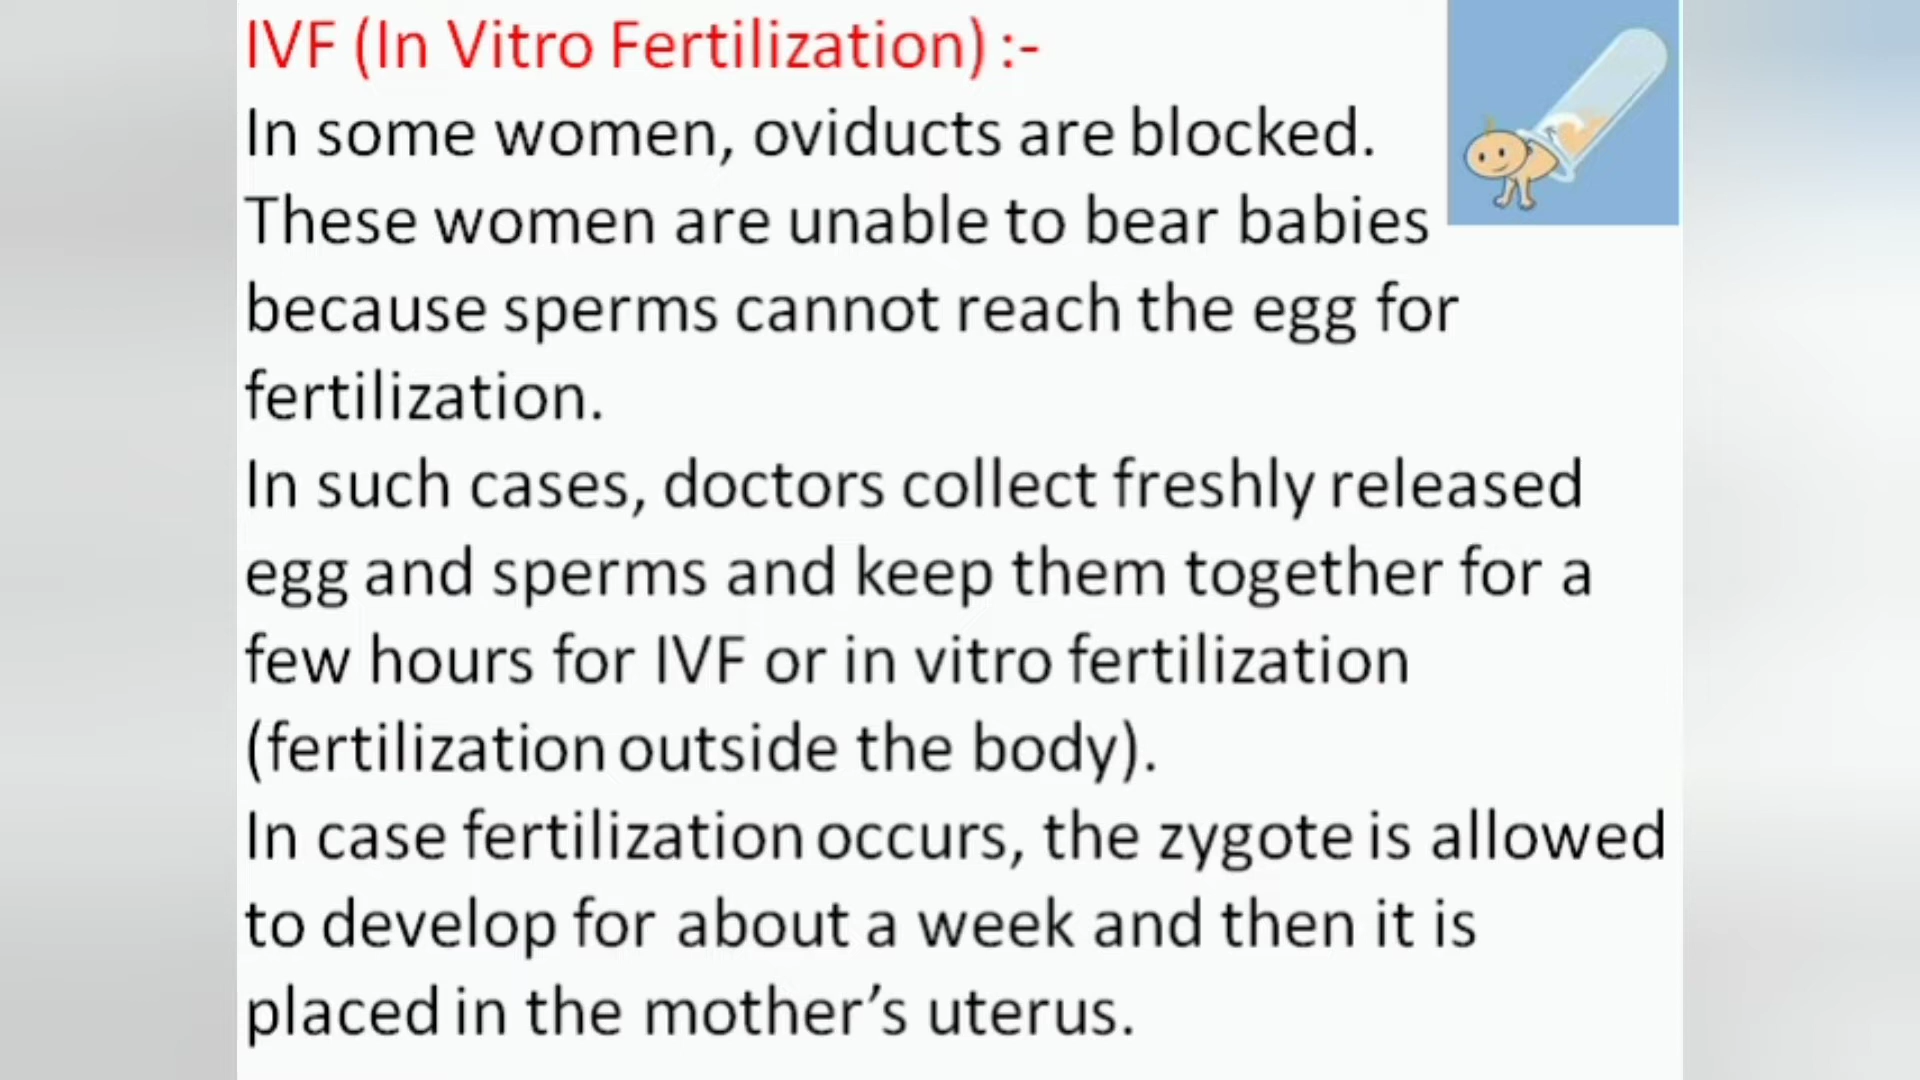 IVF (In Vitro Fertilization) :-
In some women, oviducts are blocked.
These women are unable to bear babies
because sperms cannot reach the egg for
fertilization.
In such cases, doctors collect freshly released
egg and sperms and keep them together for a
few hours for IVF or in vitro fertilization
(fertilization outside the body).
In case fertilization occurs, the zygote is allowed
to develop for about a week and then it is
placed in the mother’s uterus.